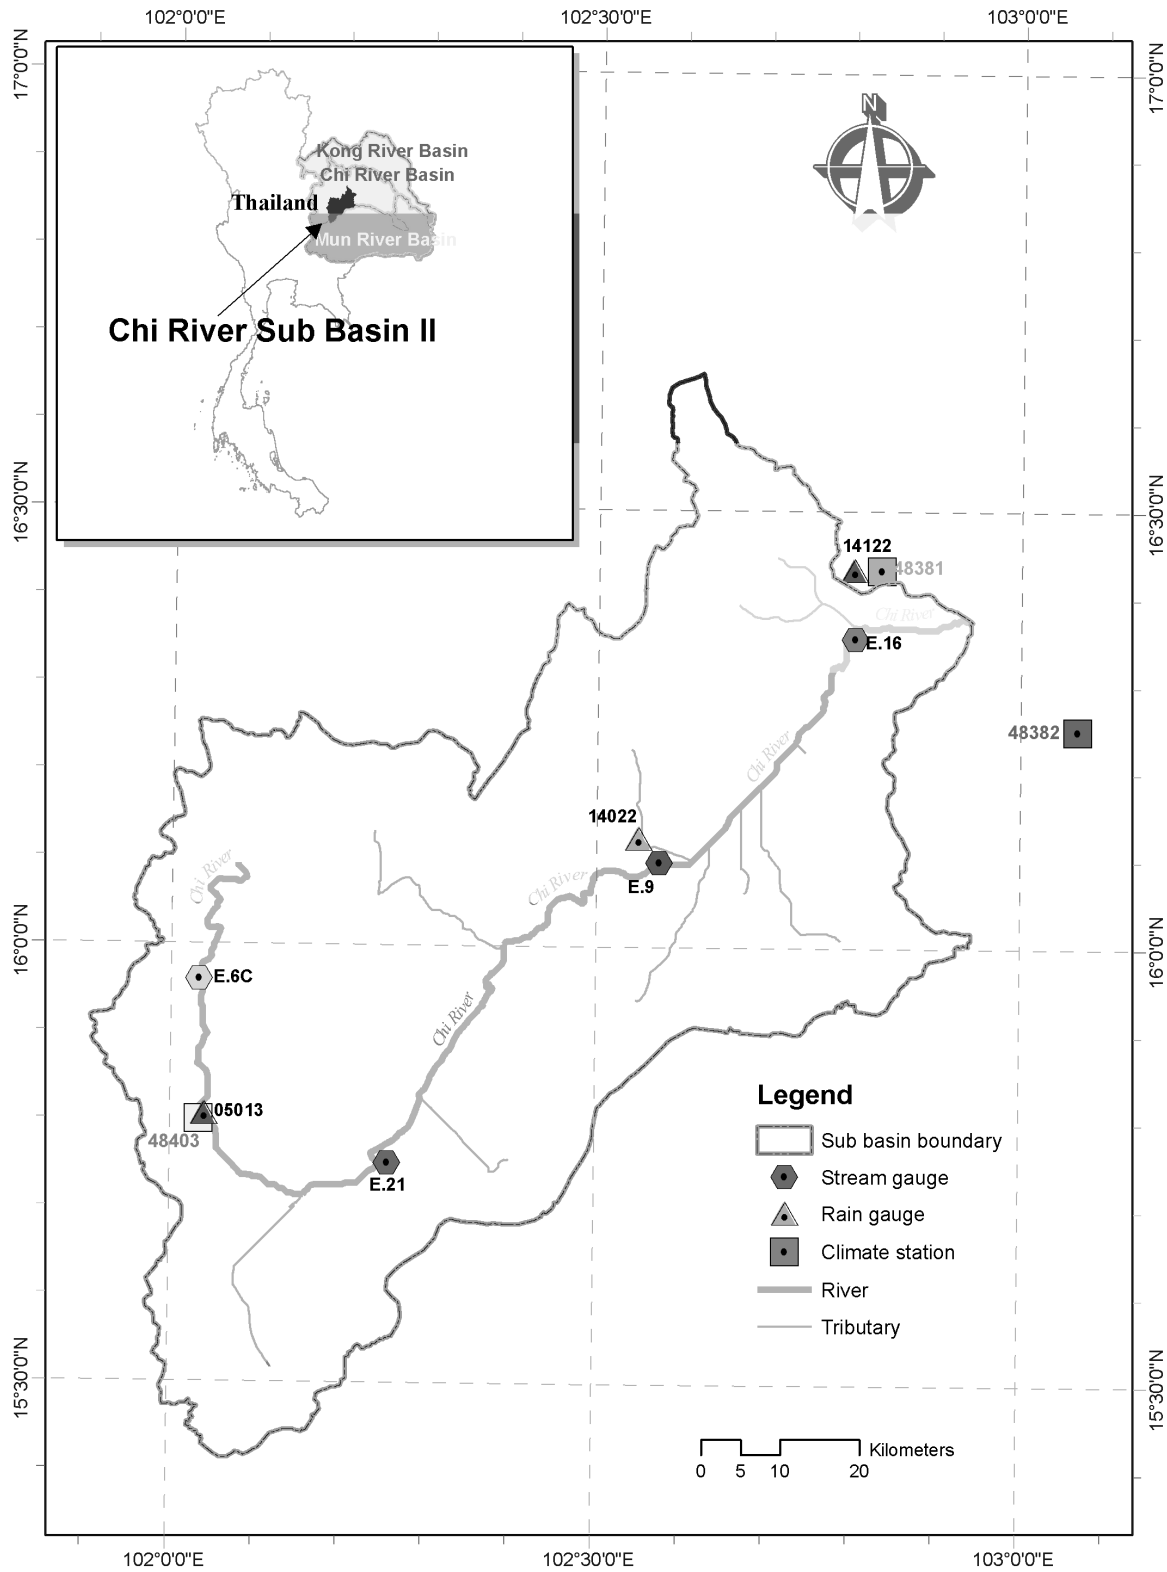 102°0'0"E
102°30'0"E
103°0'0"E
17°0'0"N
17°0'0"N
N
Kong River Basin
Chi River Basin
Thailand
Mun River Basin
Chi River Sub Basin II
16°30'0"N
16°30'0"N
14122
48381
Chi River
E.16
48382
Chi River
14022
E.9
Chi River
Chi River
16°0'0"N
16°0'0"N
E.6C
Chi River
05013
48403
E.21
Legend
Sub basin boundary
Stream gauge
Rain gauge
Climate station
River
Tributary
15°30'0"N
15°30'0"N
Kilometers
0 5 10 20
102°0'0"E
102°30'0"E
103°0'0"E